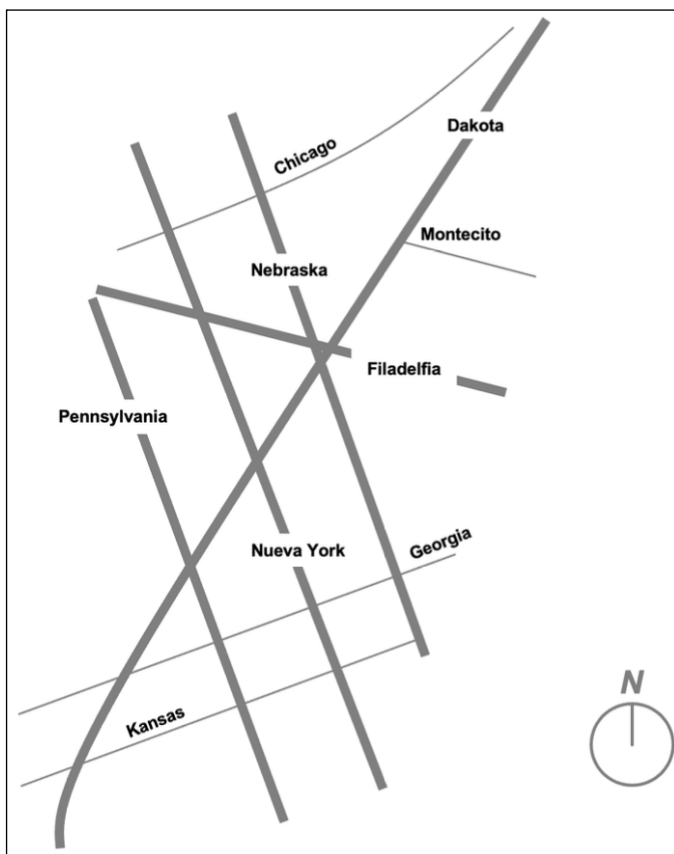 Dakota
Chicago
Montecito
Nebraska
Filadelfia
Pennsylvania
Georgia
Nueva York
N
Kansas